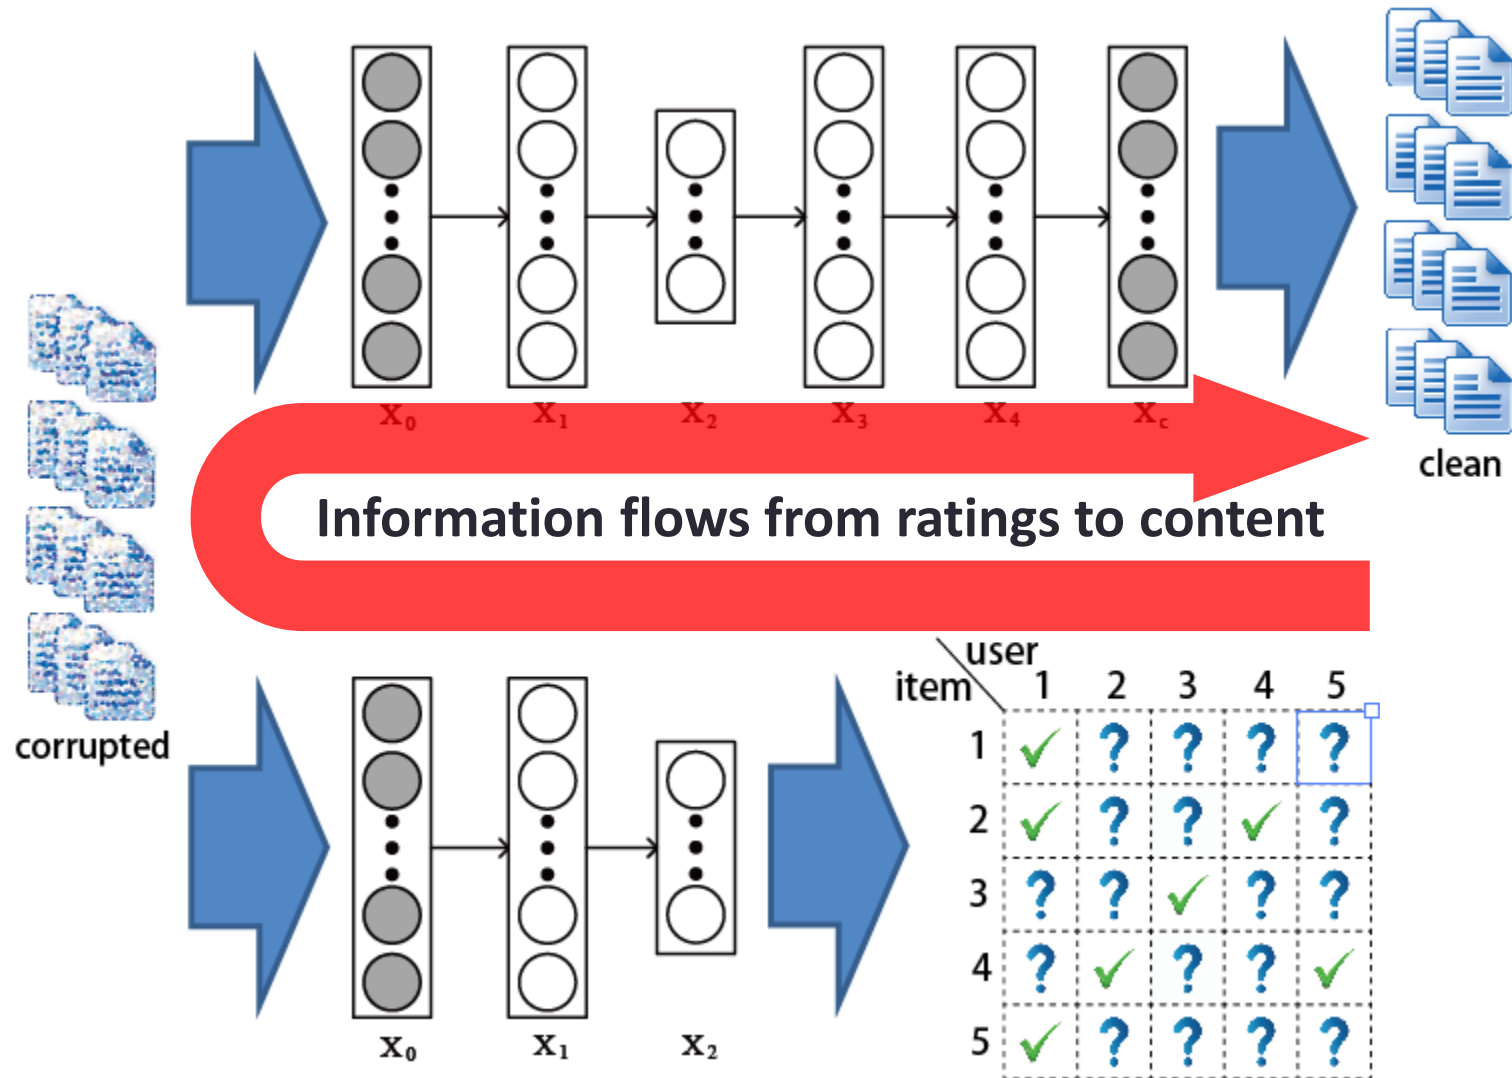 X₀ X₁ X₂ X₃ X₄ X꜀
clean
Information flows from ratings to content
corrupted
user
item 1 2 3 4 5
1 ✓ ? ? ? ?
2 ✓ ? ? ✓ ?
3 ? ? ✓ ? ?
4 ? ✓ ? ? ✓
5 ✓ ? ? ? ?
X₀ X₁ X₂